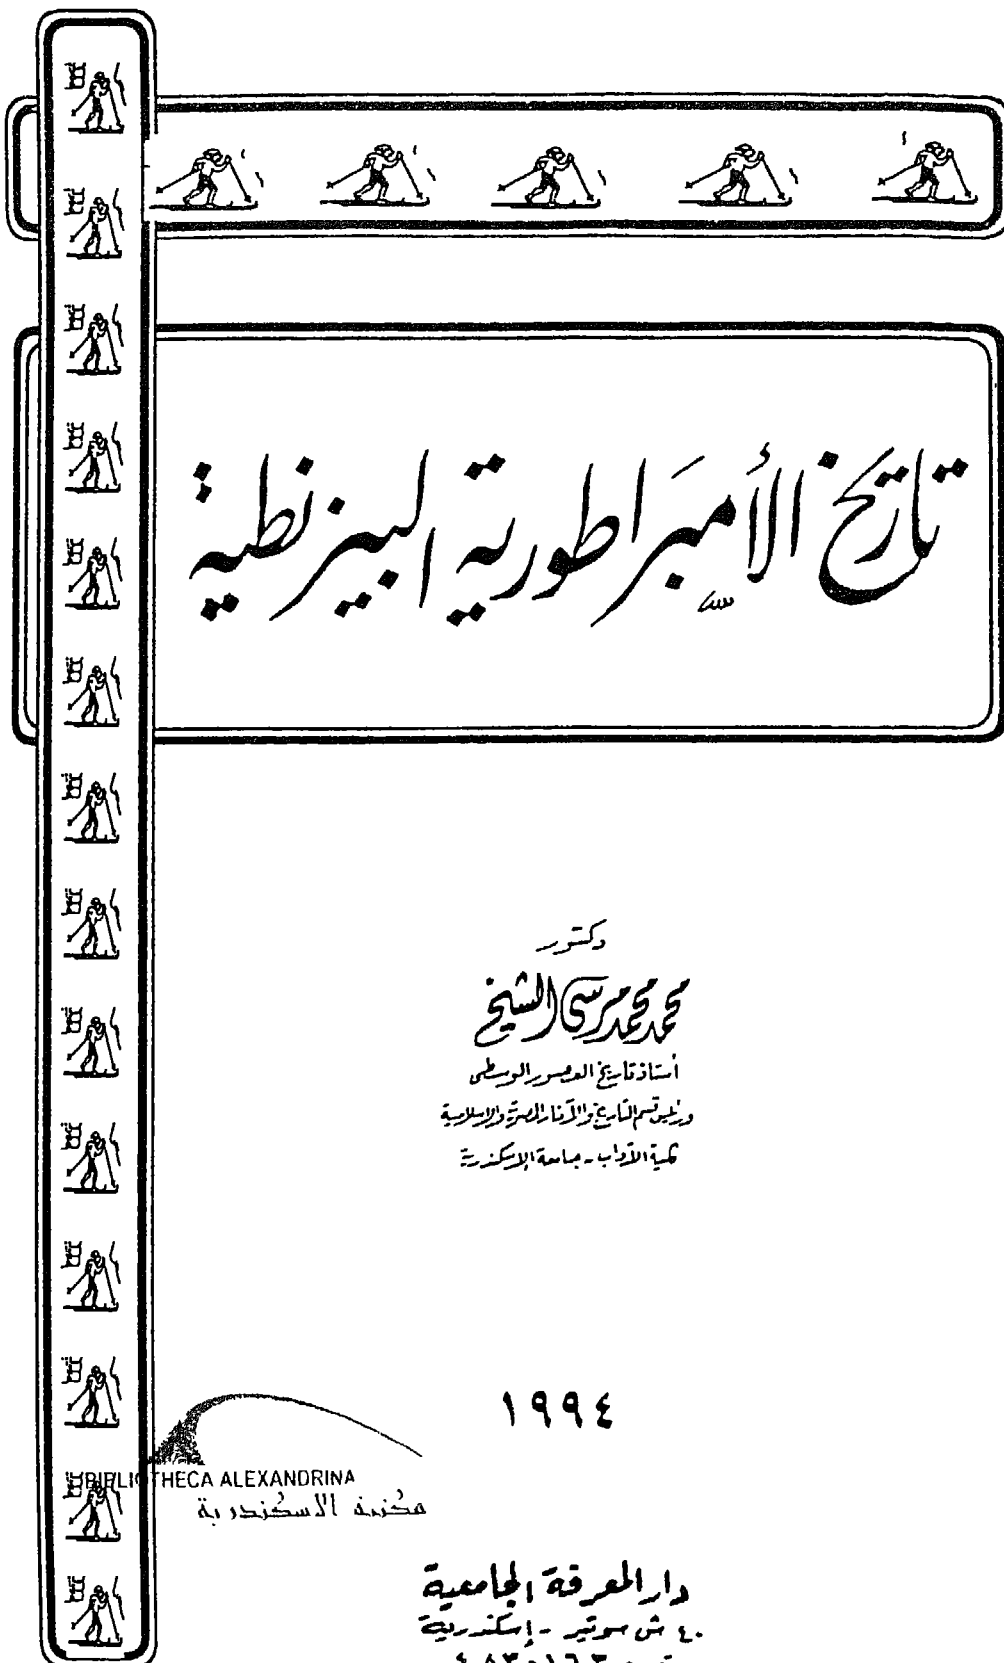 تاريخ الأمبراطورية البيزنطية
دكتور
محمد محمد مرسى الشيخ
أستاذ تاريخ العصور الوسطى
ورئيس قسم التاريخ والآثار المصرية والإسلامية
كلية الآداب - جامعة الإسكندرية
١٩٩٤
BIBLIOTHECA ALEXANDRINA
مكتبة الاسكندرية
دار المعرفة الجامعية
٤٠ ش سوتير - إسكندرية